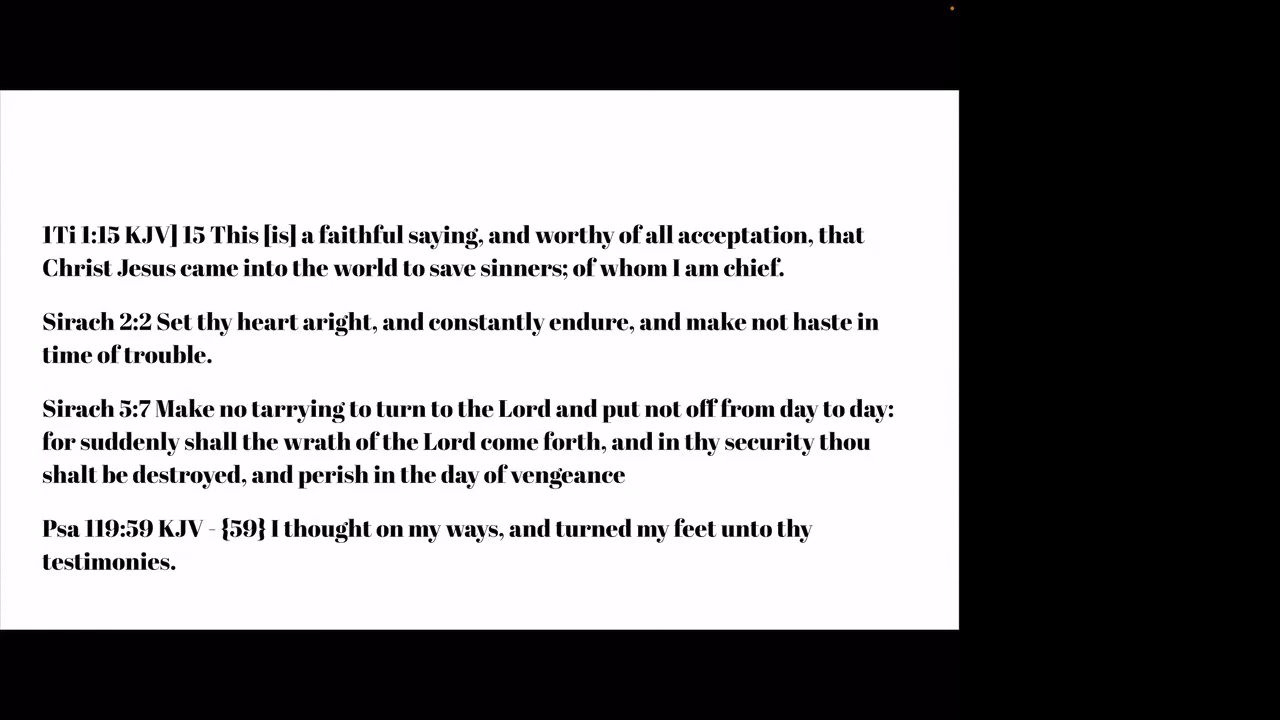 1Ti 1:15 KJV] 15 This [is] a faithful saying, and worthy of all acceptation, that
Christ Jesus came into the world to save sinners; of whom I am chief.
Sirach 2:2 Set thy heart aright, and constantly endure, and make not haste in
time of trouble.
Sirach 5:7 Make no tarrying to turn to the Lord and put not off from day to day:
for suddenly shall the wrath of the Lord come forth, and in thy security thou
shalt be destroyed, and perish in the day of vengeance
Psa 119:59 KJV - {59} I thought on my ways, and turned my feet unto thy
testimonies.